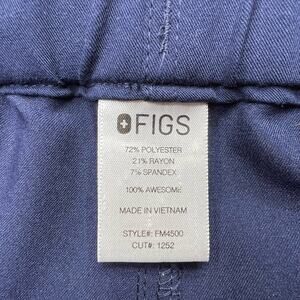 FIGS
72% POLYESTER
21% RAYON
7% SPANDEX
100% AWESOME
MADE IN VIETNAM
STYLE#: FM4500
CUT#: 1252